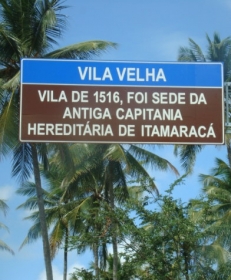 VILA VELHA
VILA DE 1516, FOI SEDE DA
ANTIGA CAPITANIA
HEREDITÁRIA DE ITAMARACÁ